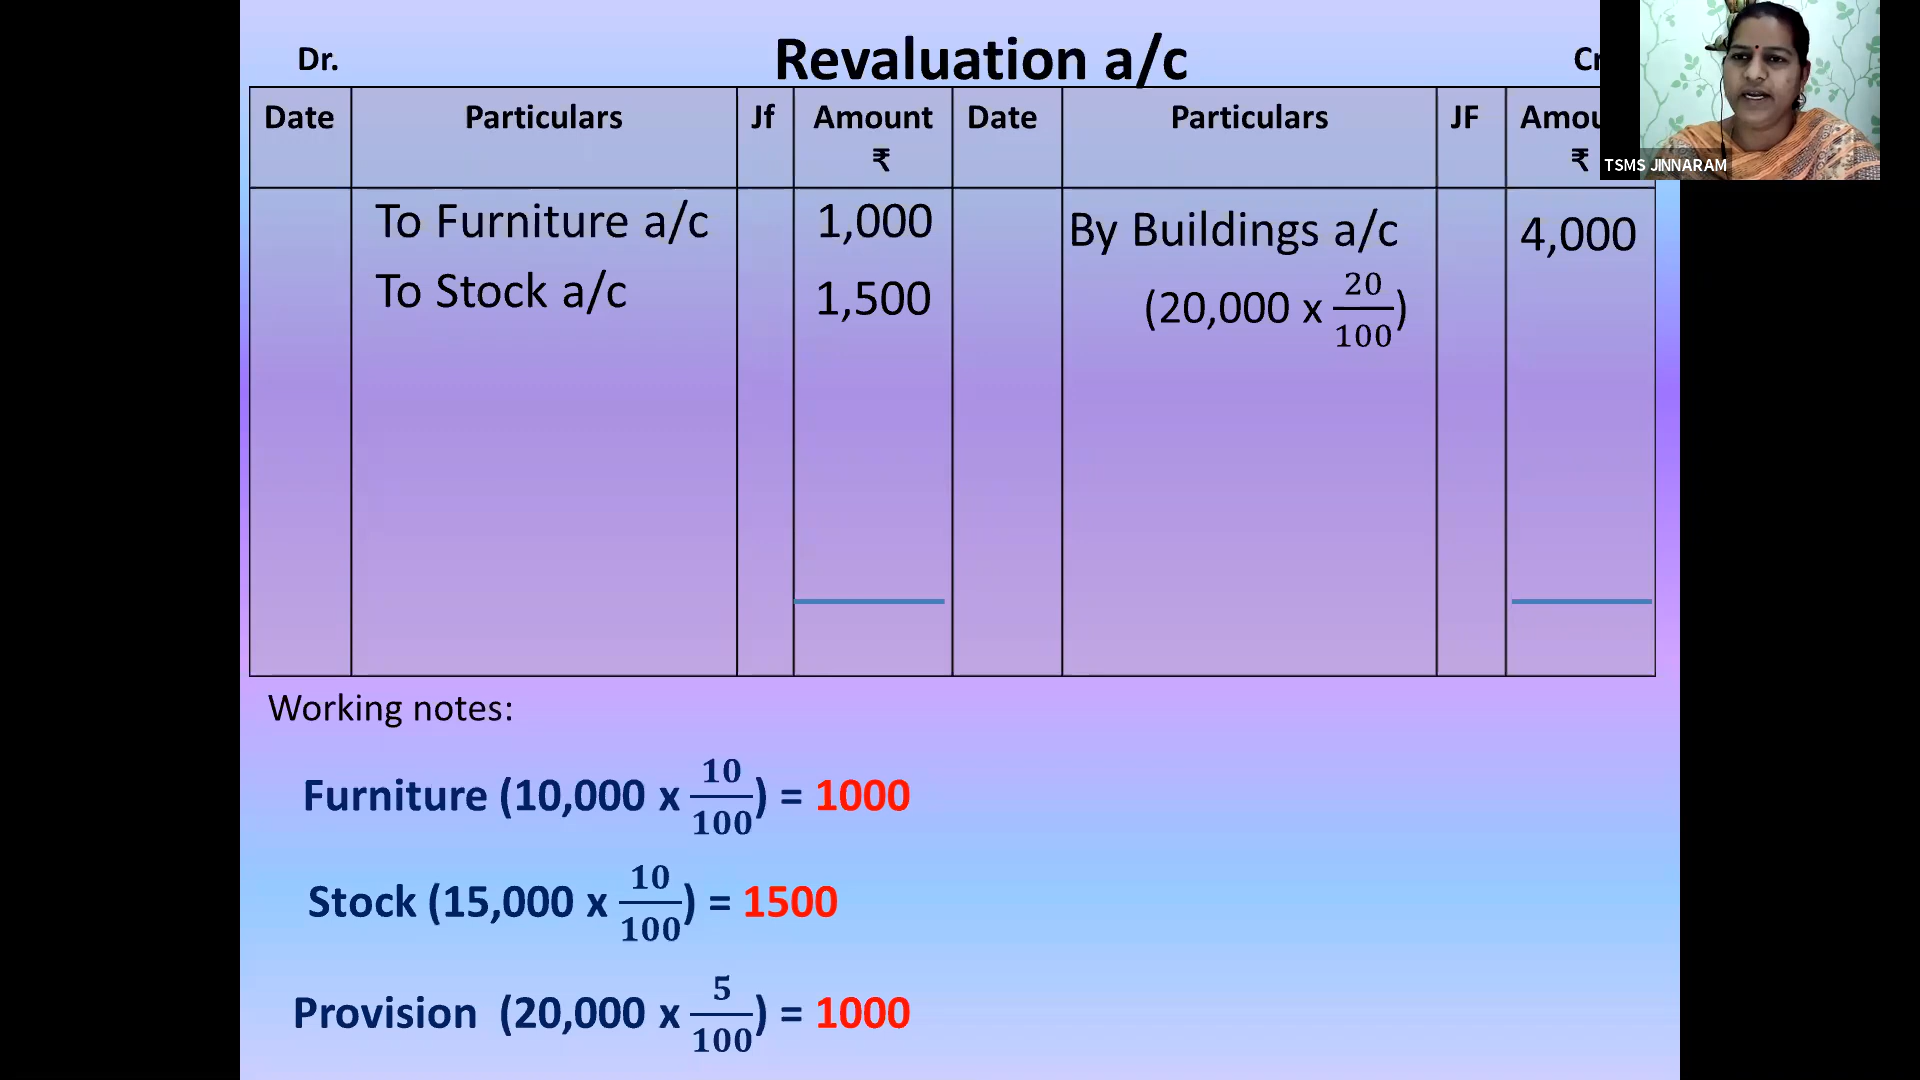 Dr.
Revaluation a/c
Cr
Date Particulars Jf Amount ₹ Date Particulars JF Amou ₹
TSMS JINNARAM
To Furniture a/c 1,000 By Buildings a/c 4,000
To Stock a/c 1,500 (20,000 x 20/100)
Working notes:
Furniture (10,000 x 10/100) = 1000
Stock (15,000 x 10/100) = 1500
Provision (20,000 x 5/100) = 1000